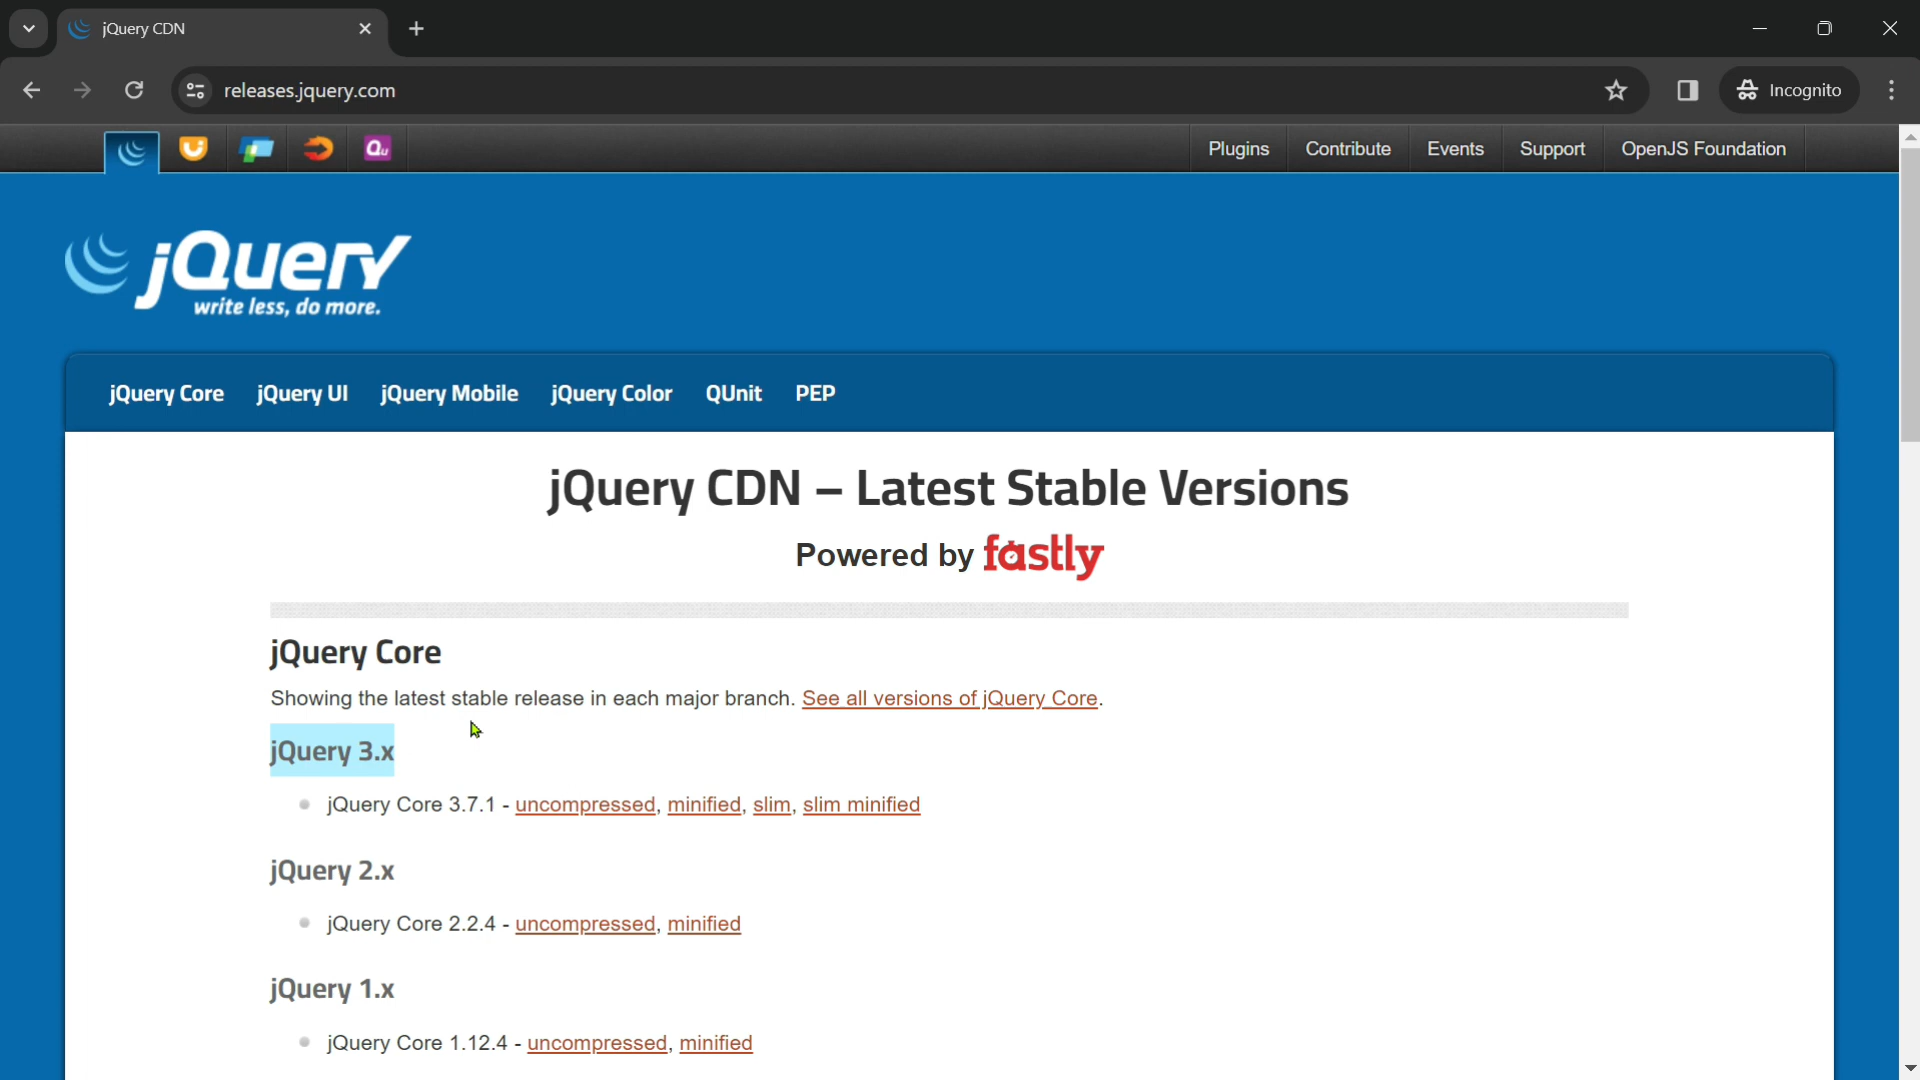 jQuery CDN
releases.jquery.com
Incognito
Qu
Plugins Contribute Events Support OpenJS Foundation
jQuery
write less, do more.
jQuery Core jQuery UI jQuery Mobile jQuery Color QUnit PEP
jQuery CDN – Latest Stable Versions
Powered by fastly
jQuery Core
Showing the latest stable release in each major branch. See all versions of jQuery Core.
jQuery 3.x
jQuery Core 3.7.1 - uncompressed, minified, slim, slim minified
jQuery 2.x
jQuery Core 2.2.4 - uncompressed, minified
jQuery 1.x
jQuery Core 1.12.4 - uncompressed, minified